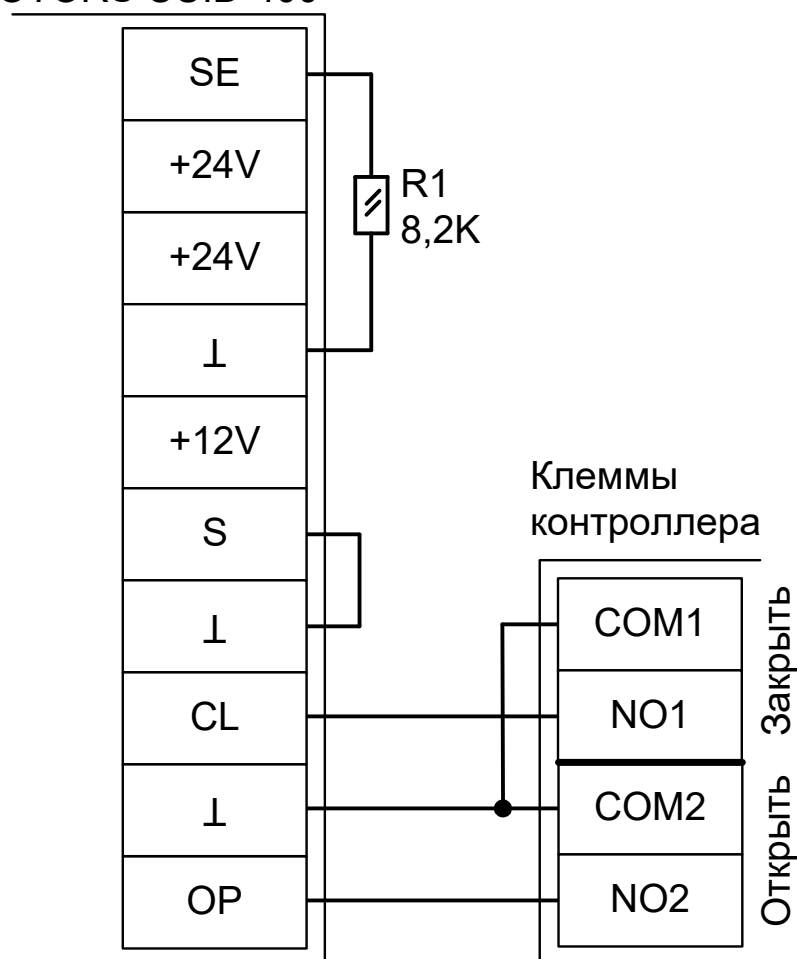 SE
+24V
+24V
⊥
+12V
S
⊥
CL
⊥
OP
R1
8,2K
Клеммы
контроллера
COM1
NO1
COM2
NO2
Закрыть
Открыть